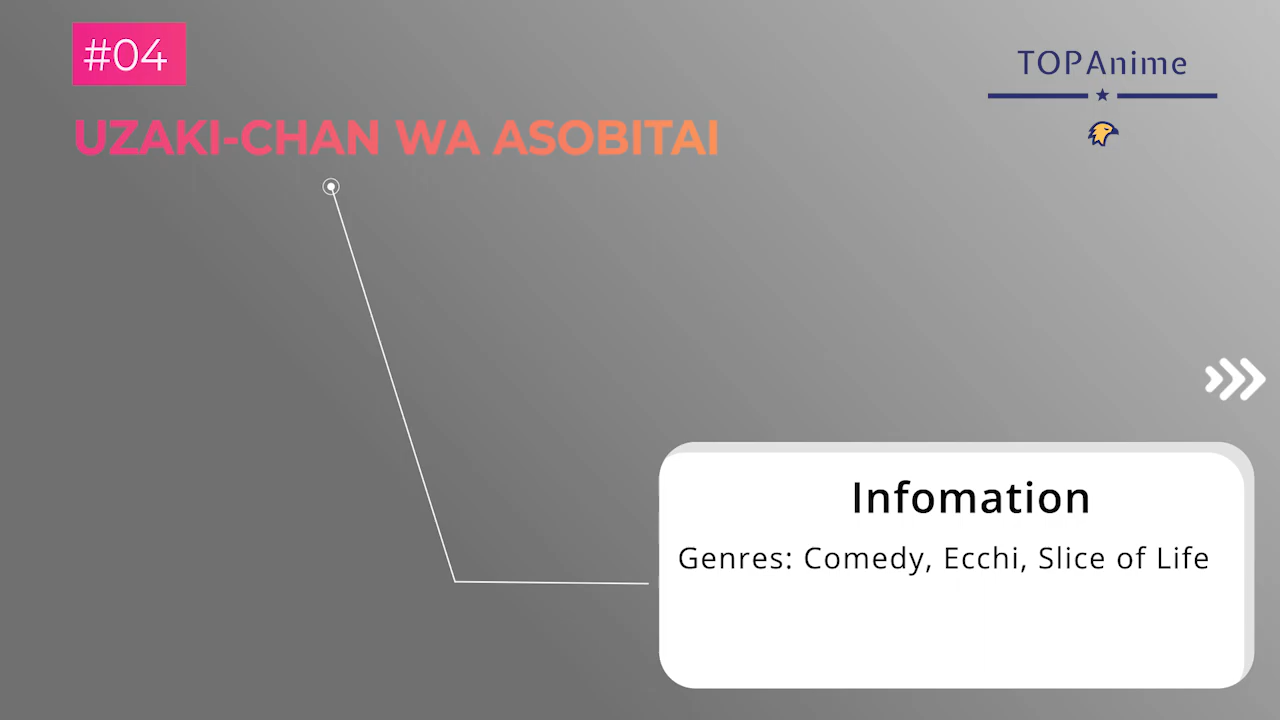 #04
TOPAnime
UZAKI-CHAN WA ASOBITAI
Infomation
Genres: Comedy, Ecchi, Slice of Life